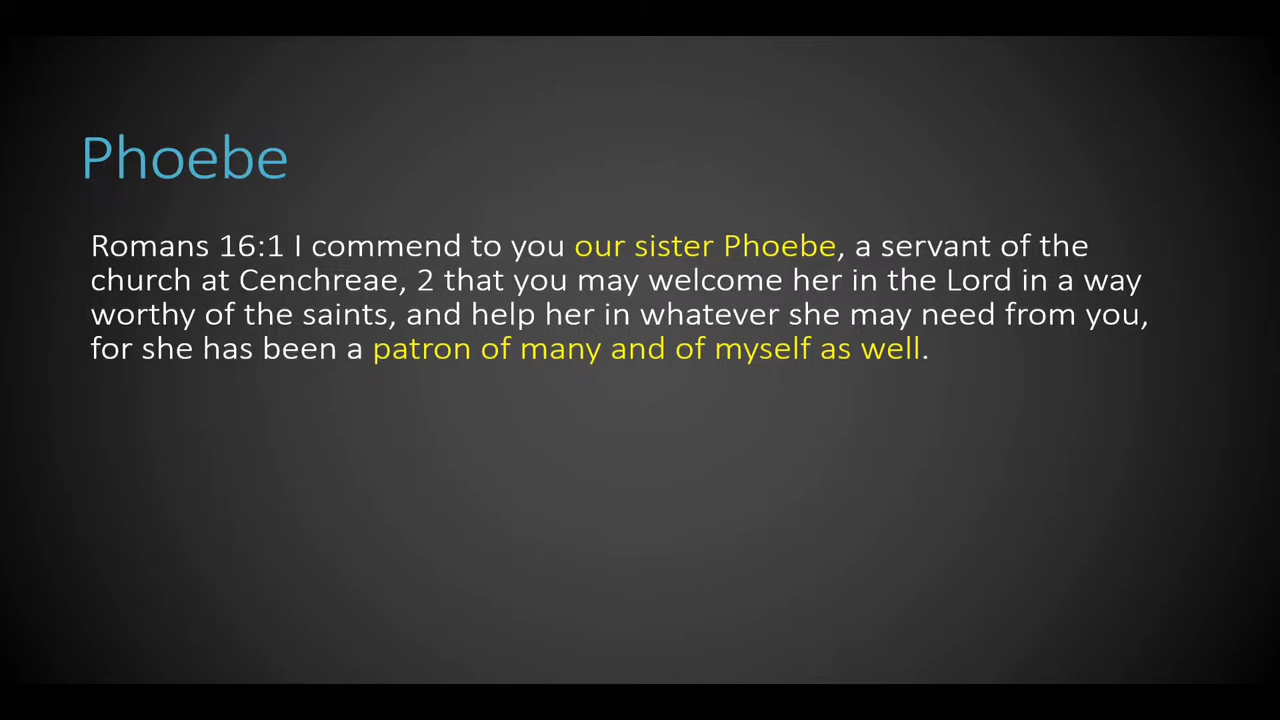 Phoebe
Romans 16:1 I commend to you our sister Phoebe, a servant of the
church at Cenchreae, 2 that you may welcome her in the Lord in a way
worthy of the saints, and help her in whatever she may need from you,
for she has been a patron of many and of myself as well.